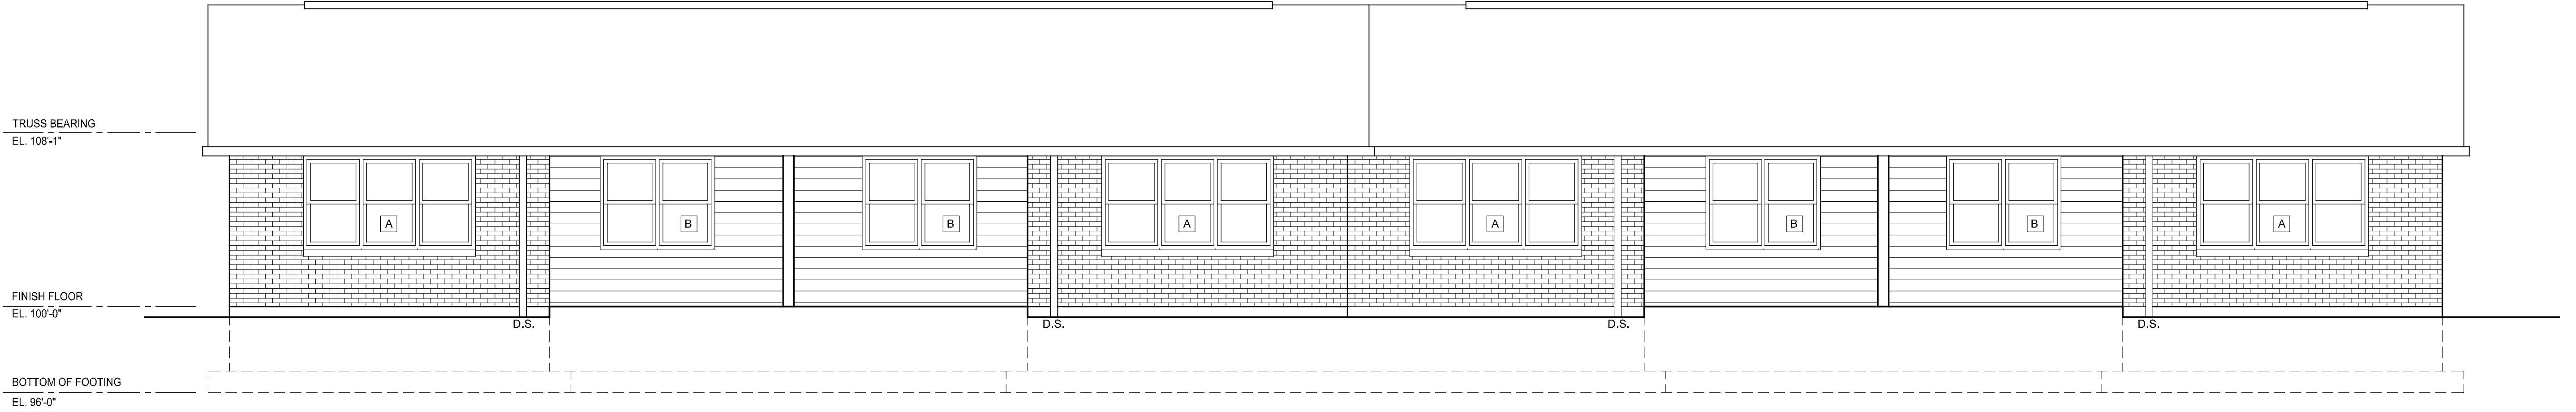 TRUSS BEARING
EL. 108'-1"
A
B
B
A
A
B
B
A
FINISH FLOOR
EL. 100'-0"
D.S.
D.S.
D.S.
D.S.
BOTTOM OF FOOTING
EL. 96'-0"